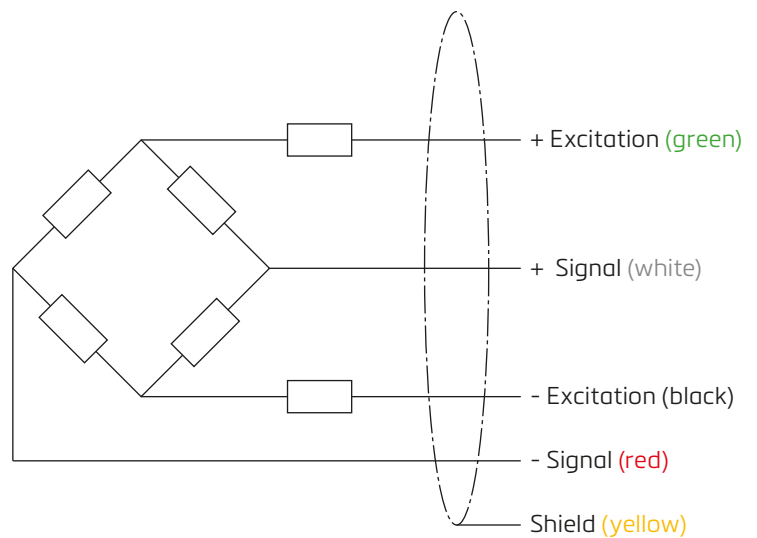 + Excitation (green)
+ Signal (white)
- Excitation (black)
- Signal (red)
Shield (yellow)